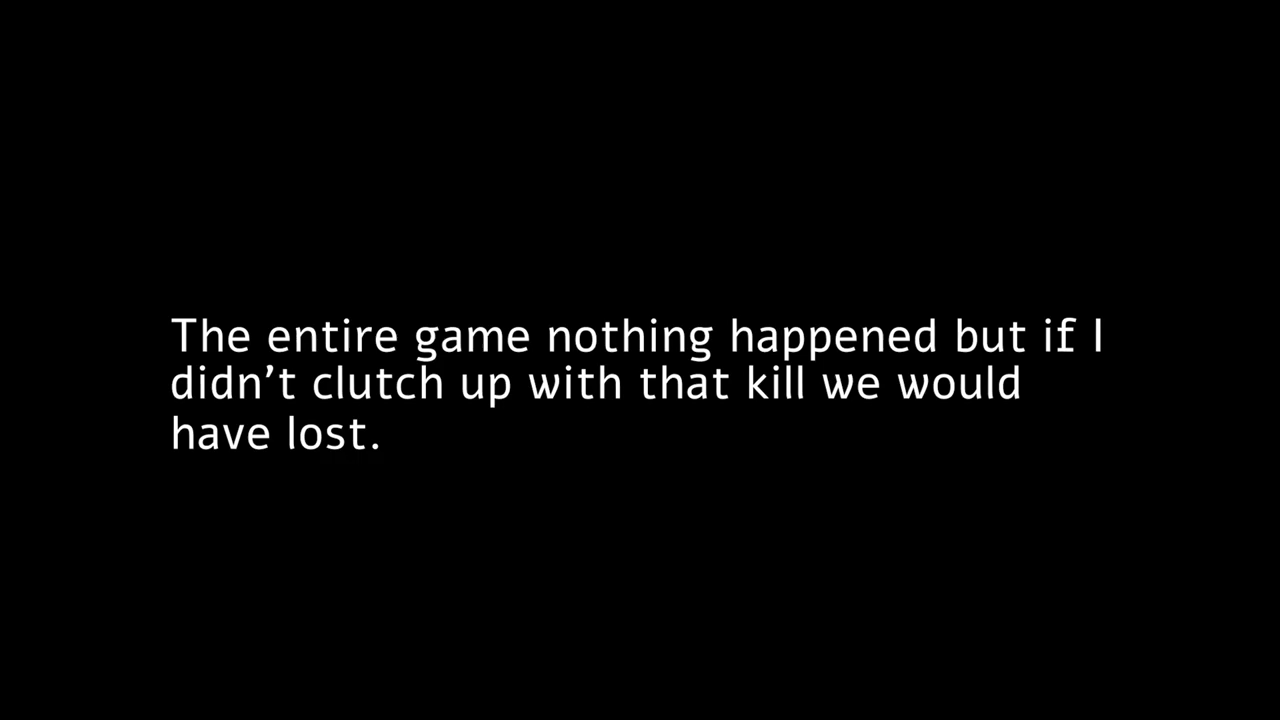 The entire game nothing happened but if I
didn’t clutch up with that kill we would
have lost.